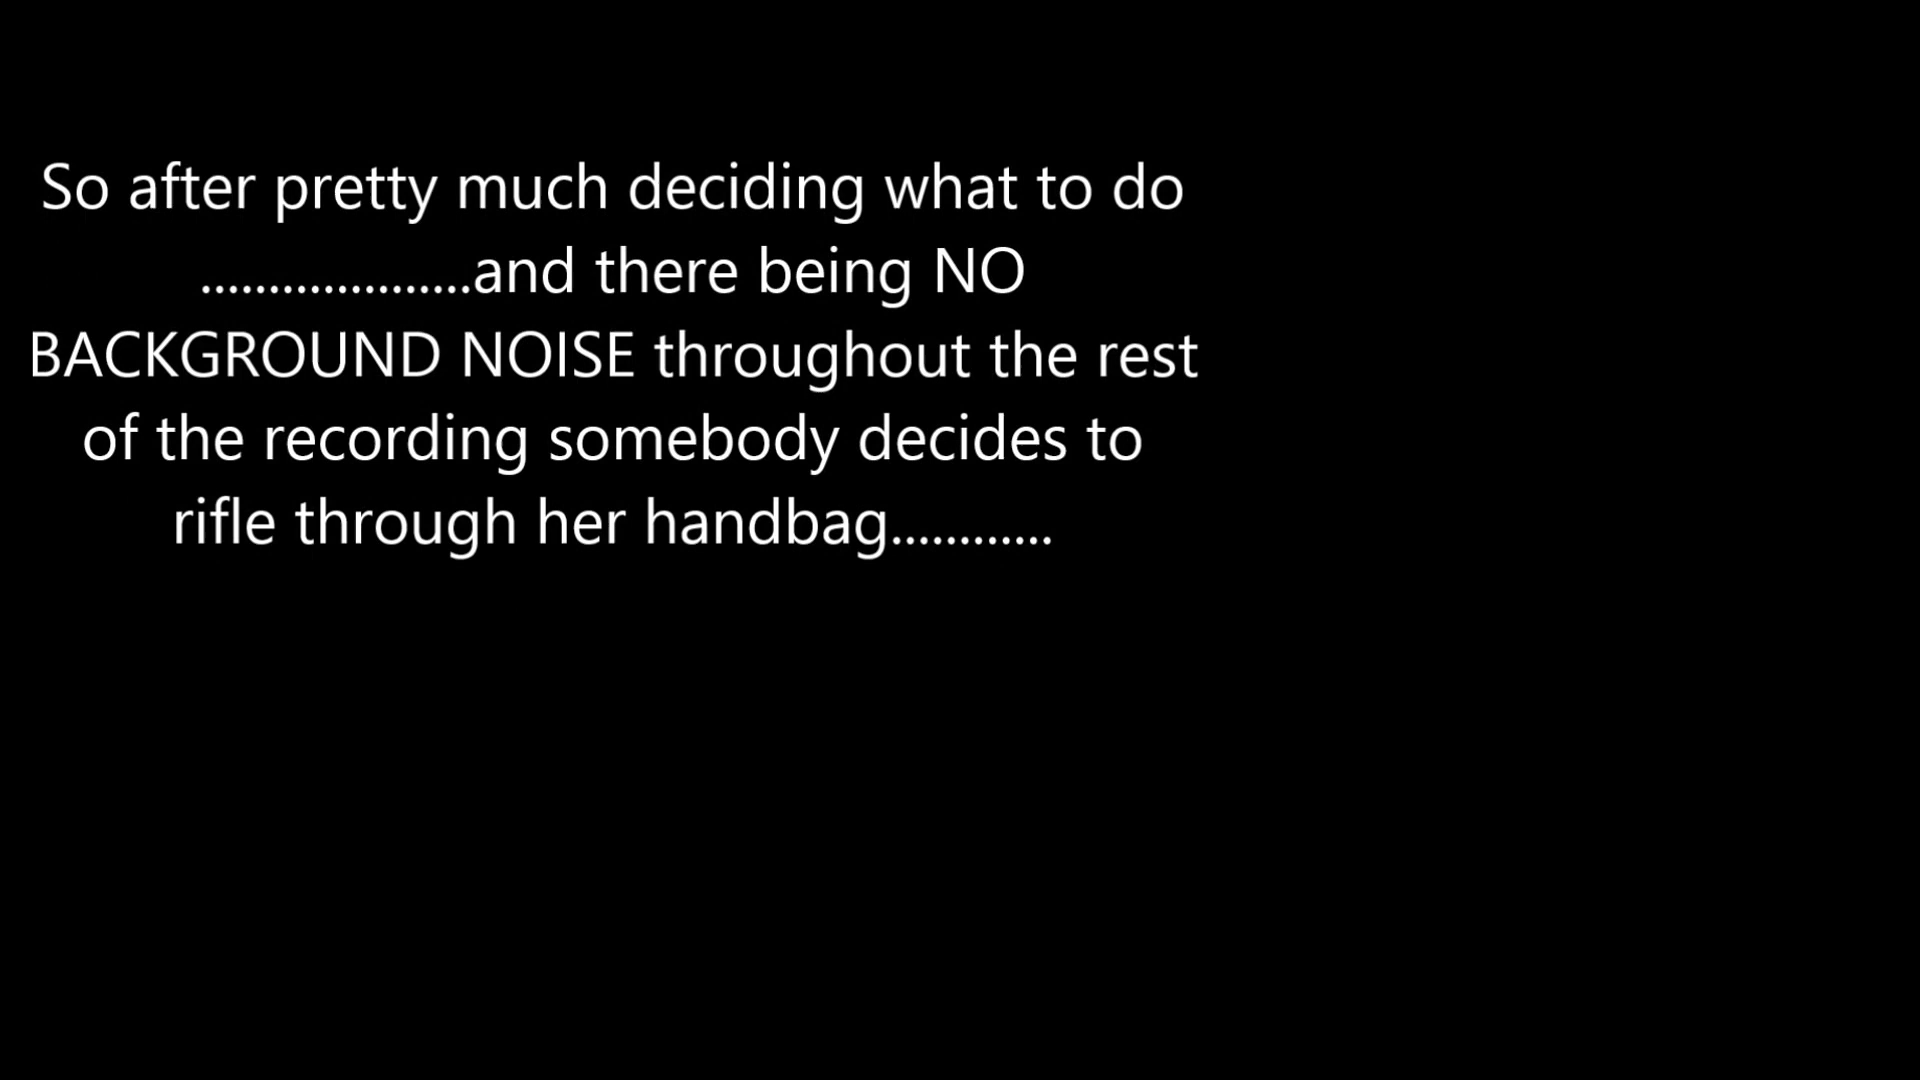 So after pretty much deciding what to do
....................and there being NO
BACKGROUND NOISE throughout the rest
of the recording somebody decides to
rifle through her handbag............